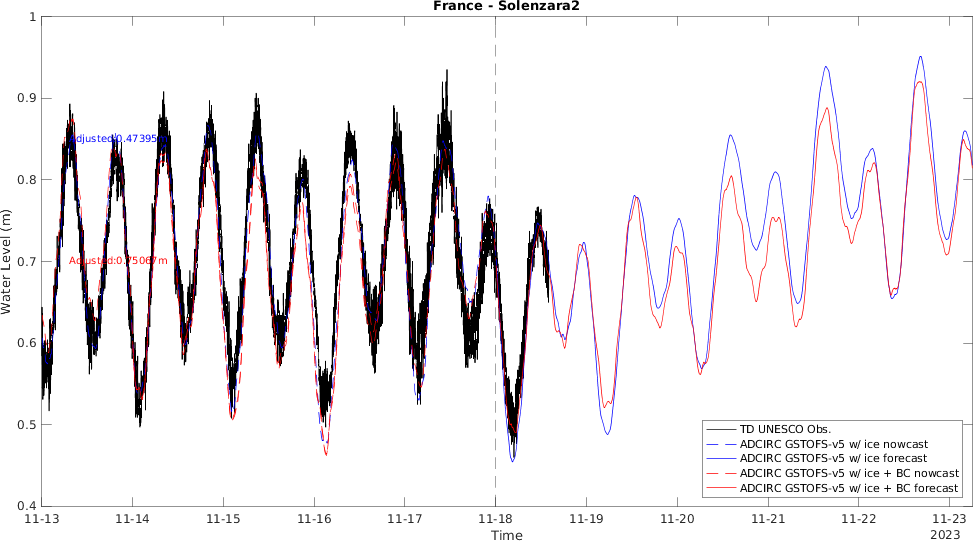 France - Solenzara2
1
0.9
0.8
0.7
0.6
0.5
0.4
Water Level (m)
Adjusted:0.47395
Adjusted:0.75067m
TD UNESCO Obs.
ADCIRC GSTOFS-v5 w/ ice nowcast
ADCIRC GSTOFS-v5 w/ ice forecast
ADCIRC GSTOFS-v5 w/ ice + BC nowcast
ADCIRC GSTOFS-v5 w/ ice + BC forecast
11-13 11-14 11-15 11-16 11-17 11-18 11-19 11-20 11-21 11-22 11-23
2023
Time